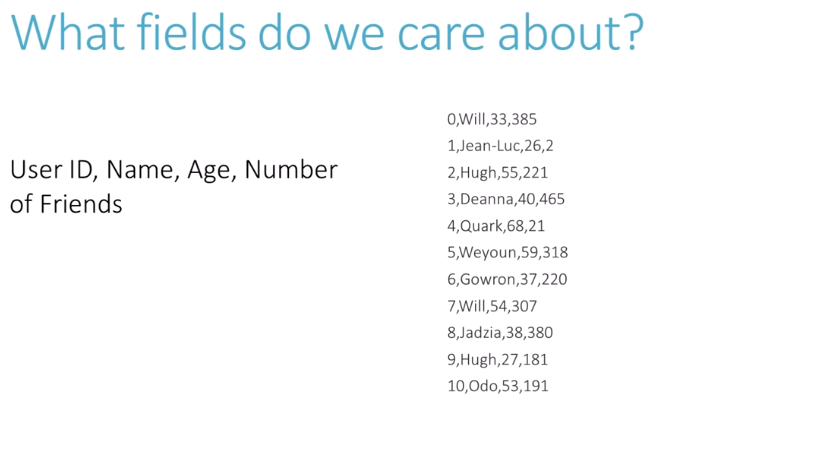 What fields do we care about?
User ID, Name, Age, Number
of Friends
0,Will,33,385
1,Jean-Luc,26,2
2,Hugh,55,221
3,Deanna,40,465
4,Quark,68,21
5,Weyoun,59,318
6,Gowron,37,220
7,Will,54,307
8,Jadzia,38,380
9,Hugh,27,181
10,Odo,53,191